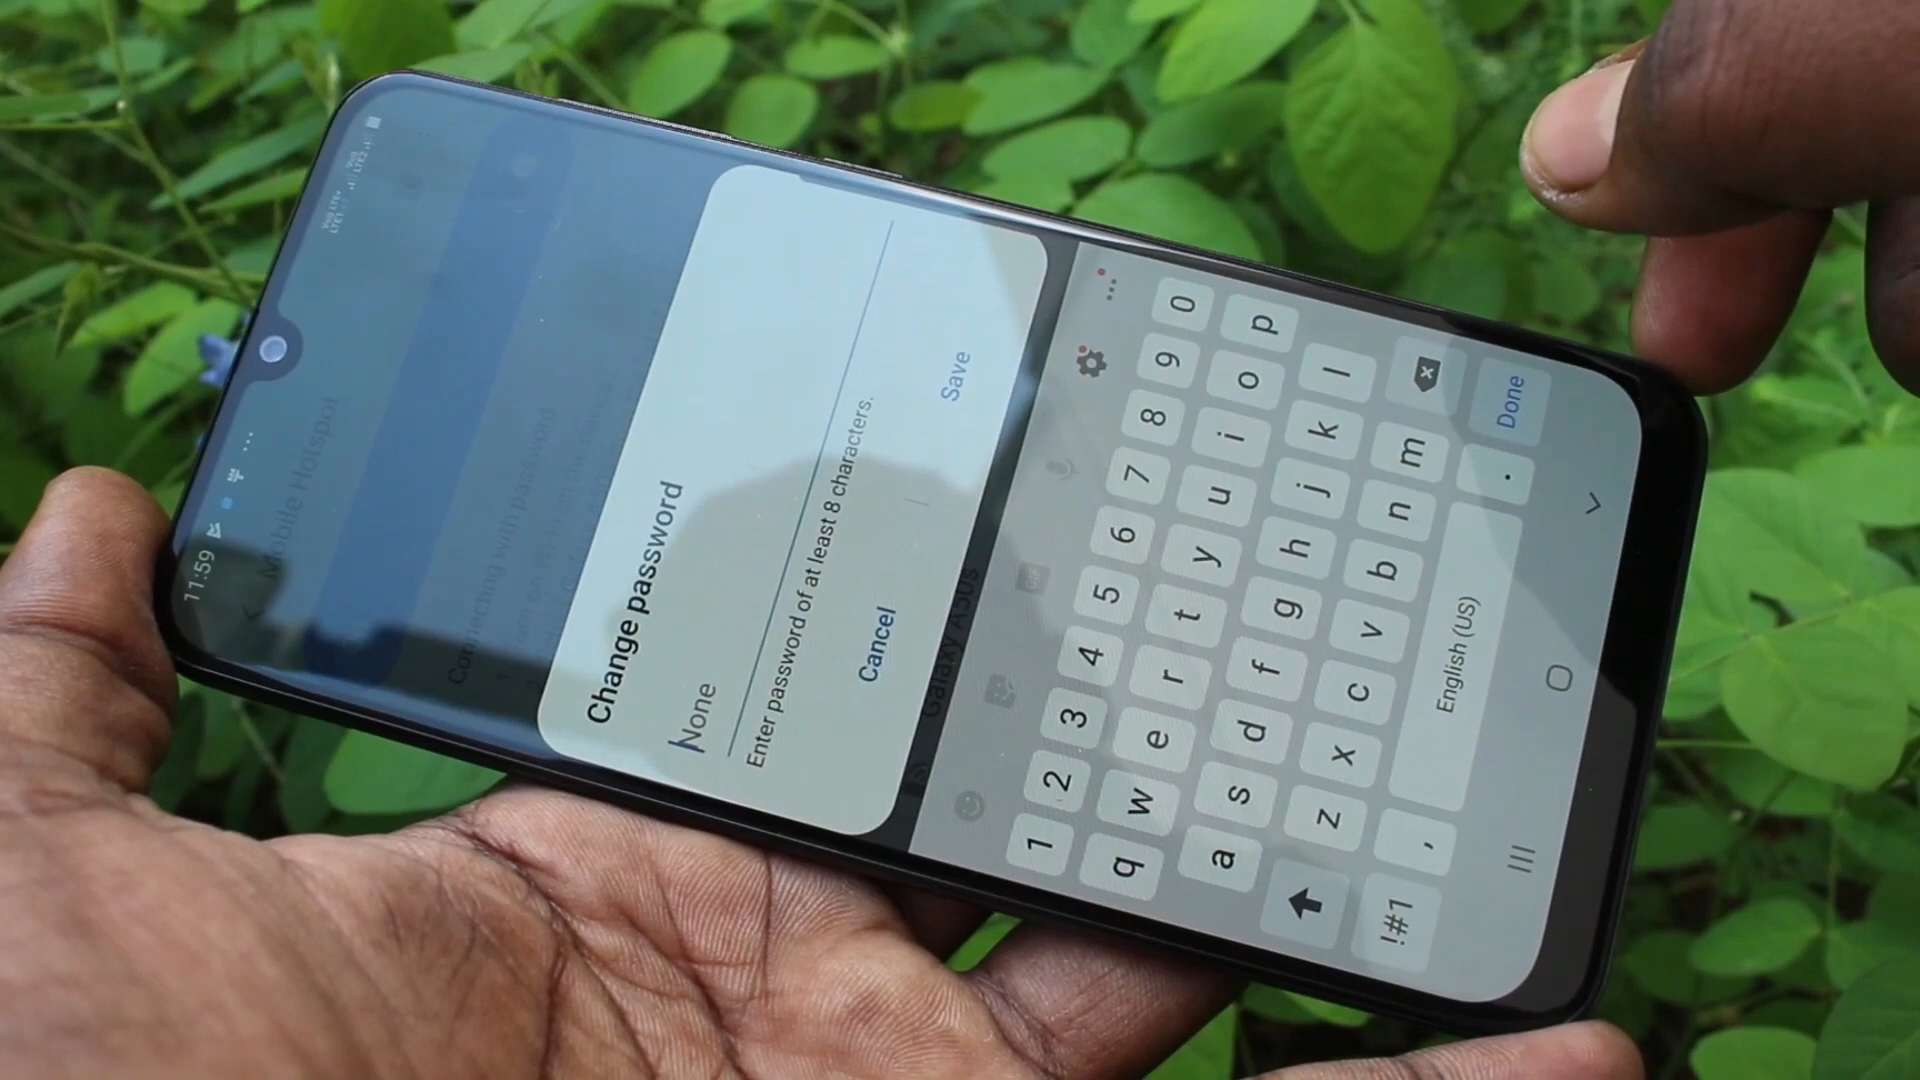 11:59
Mobile Hotspot
Connecting with password
Change password
None
Enter password of at least 8 characters.
Cancel
Save
Galaxy A50s
1 2 3 4 5 6 7 8 9 0
q w e r t y u i o p
a s d f g h j k l
z x c v b n m
!#1 , English (US) . Done